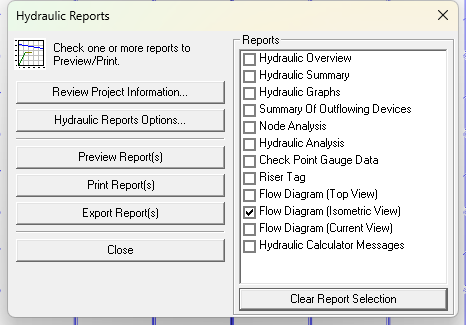 Hydraulic Reports
Check one or more reports to
Preview/Print.
Review Project Information...
Hydraulic Reports Options...
Preview Report(s)
Print Report(s)
Export Report(s)
Close
Reports
Hydraulic Overview
Hydraulic Summary
Hydraulic Graphs
Summary Of Outflowing Devices
Node Analysis
Hydraulic Analysis
Check Point Gauge Data
Riser Tag
Flow Diagram (Top View)
Flow Diagram (Isometric View)
Flow Diagram (Current View)
Hydraulic Calculator Messages
Clear Report Selection